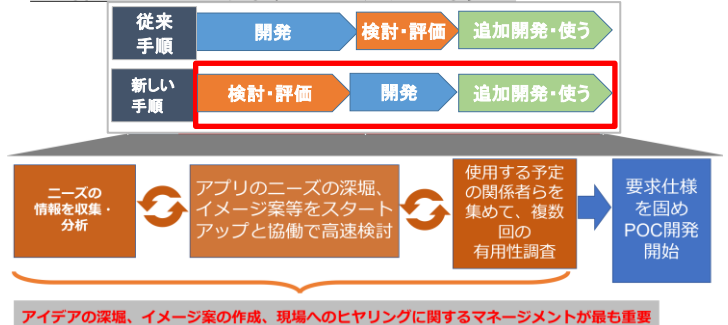 従来
手順
開発
検討・評価
追加開発・使う
新しい
手順
検討・評価
開発
追加開発・使う
ニーズの
情報を収集・
分析
アプリのニーズの深堀、
イメージ案等をスタート
アップと協働で高速検討
使用する予定
の関係者らを
集めて、複数
回の
有用性調査
要求仕様
を固め
POC開発
開始
アイデアの深堀、イメージ案の作成、現場へのヒヤリングに関するマネージメントが最も重要